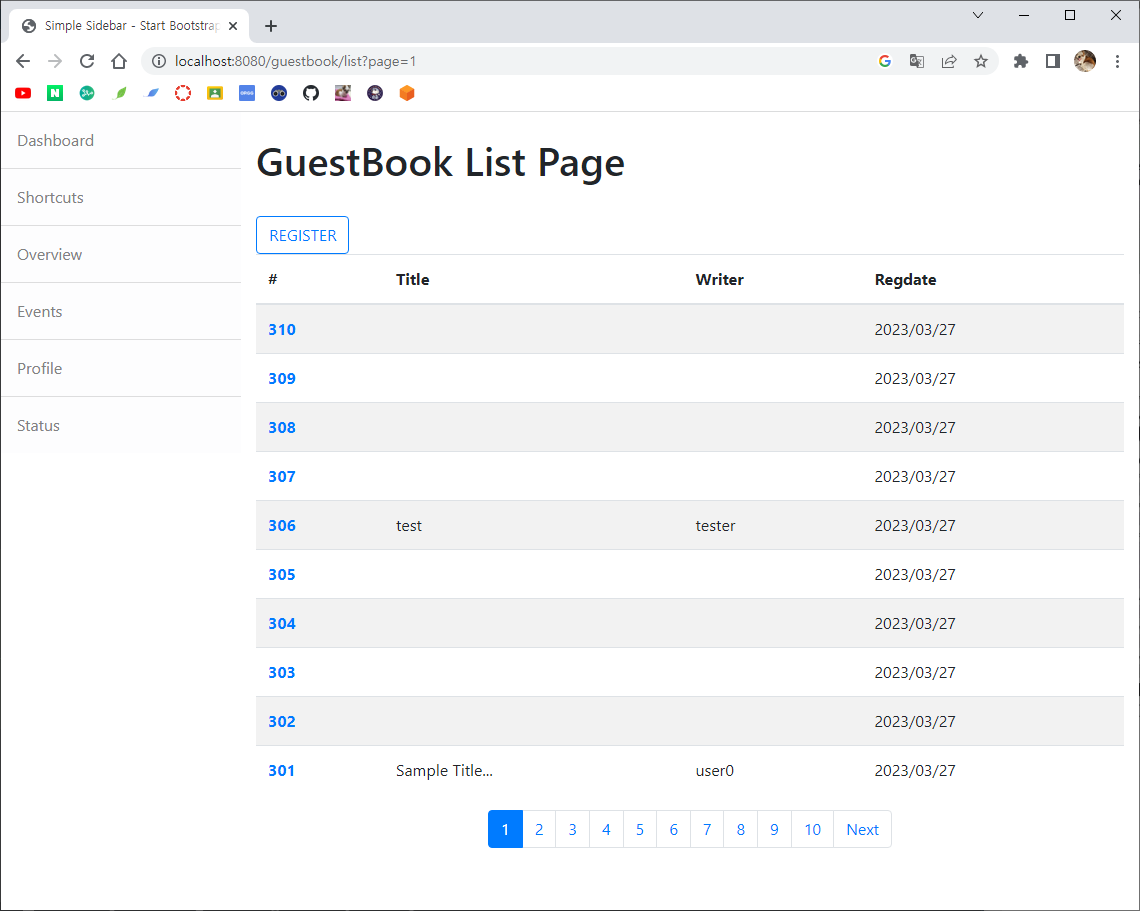 Simple Sidebar - Start Bootstrap
localhost:8080/guestbook/list?page=1
Dashboard
Shortcuts
Overview
Events
Profile
Status
GuestBook List Page
REGISTER
# Title Writer Regdate
310 2023/03/27
309 2023/03/27
308 2023/03/27
307 2023/03/27
306 test tester 2023/03/27
305 2023/03/27
304 2023/03/27
303 2023/03/27
302 2023/03/27
301 Sample Title... user0 2023/03/27
1 2 3 4 5 6 7 8 9 10 Next